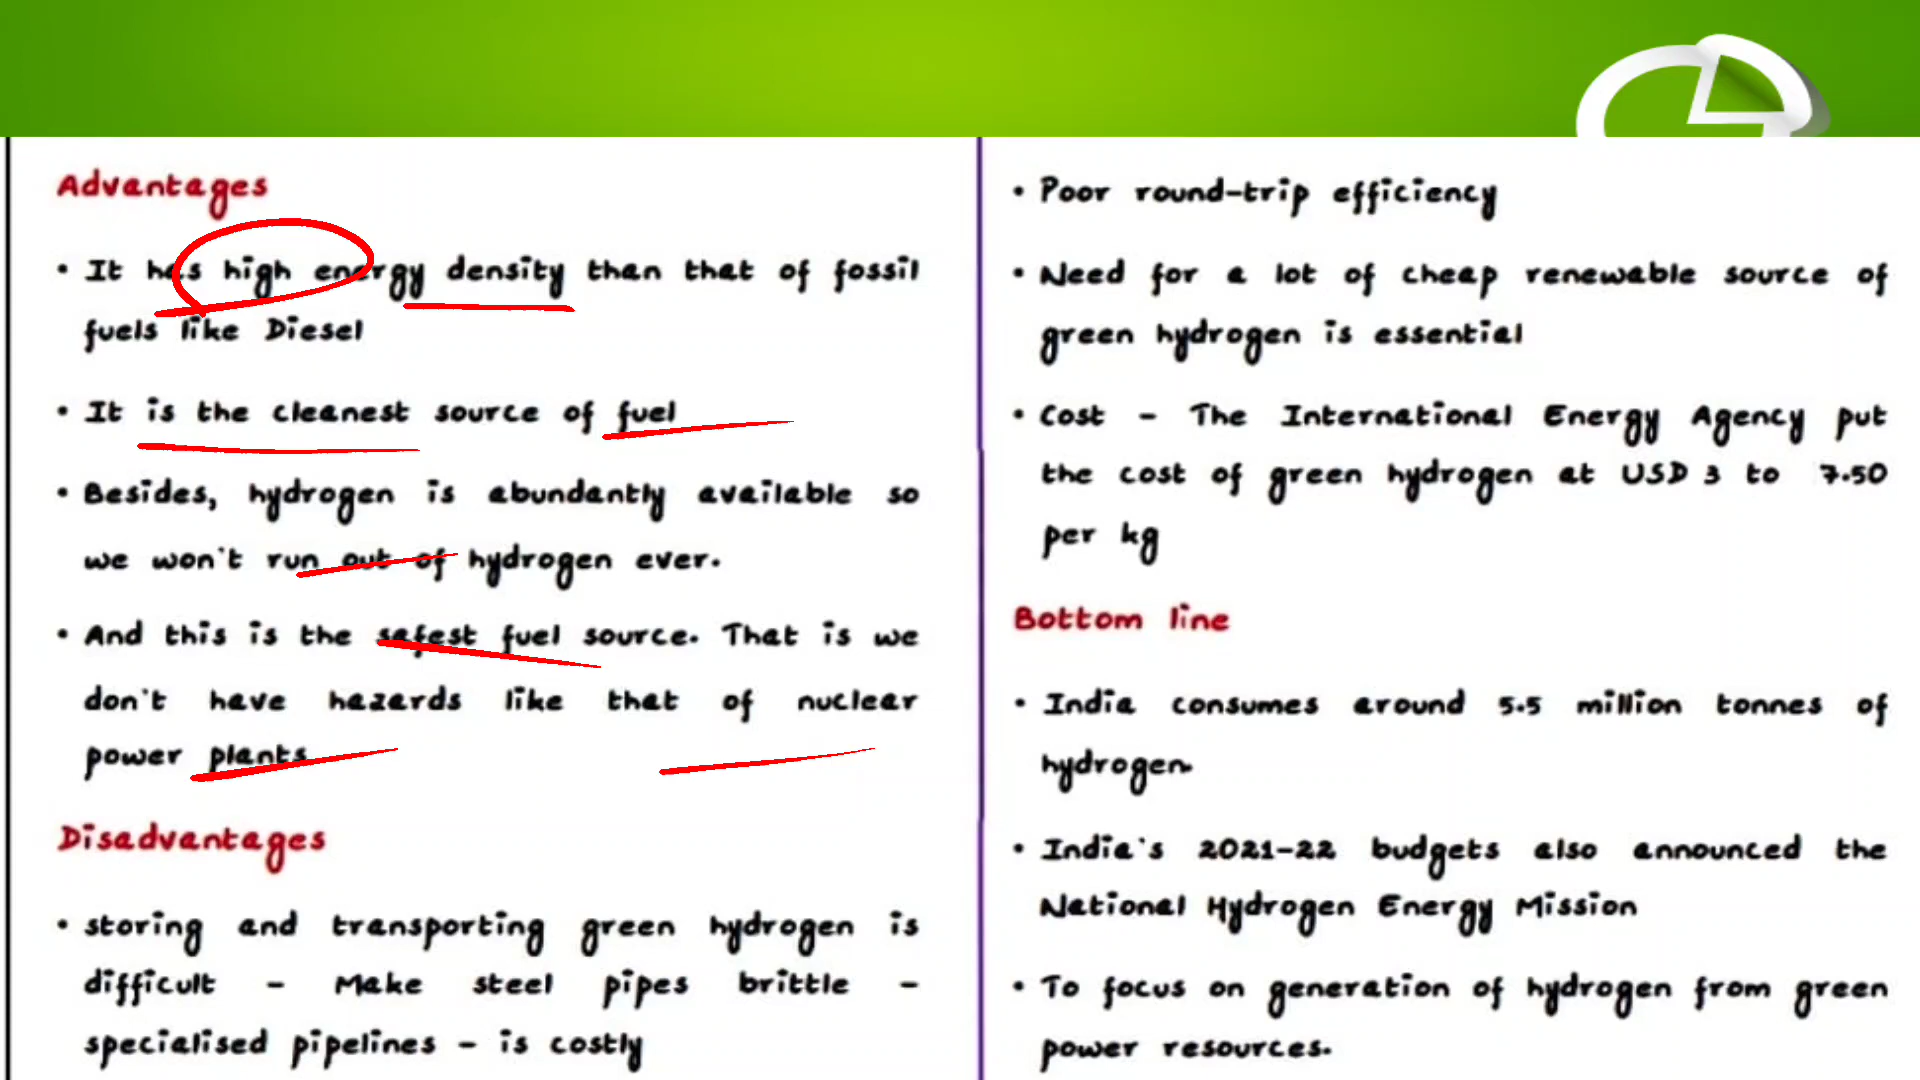 Advantages
• It has high energy density than that of fossil
fuels like Diesel
• It is the cleanest source of fuel
• Besides, hydrogen is abundantly available so
we won't run out of hydrogen ever.
• And this is the safest fuel source. That is we
don't have hazards like that of nuclear
power plants
Disadvantages
• storing and transporting green hydrogen is
difficult - Make steel pipes brittle -
specialised pipelines - is costly
• Poor round-trip efficiency
• Need for a lot of cheap renewable source of
green hydrogen is essential
• Cost - The International Energy Agency put
the cost of green hydrogen at USD 3 to 7.50
per kg
Bottom line
• India consumes around 5.5 million tonnes of
hydrogen.
• India's 2021-22 budgets also announced the
National Hydrogen Energy Mission
• To focus on generation of hydrogen from green
power resources.